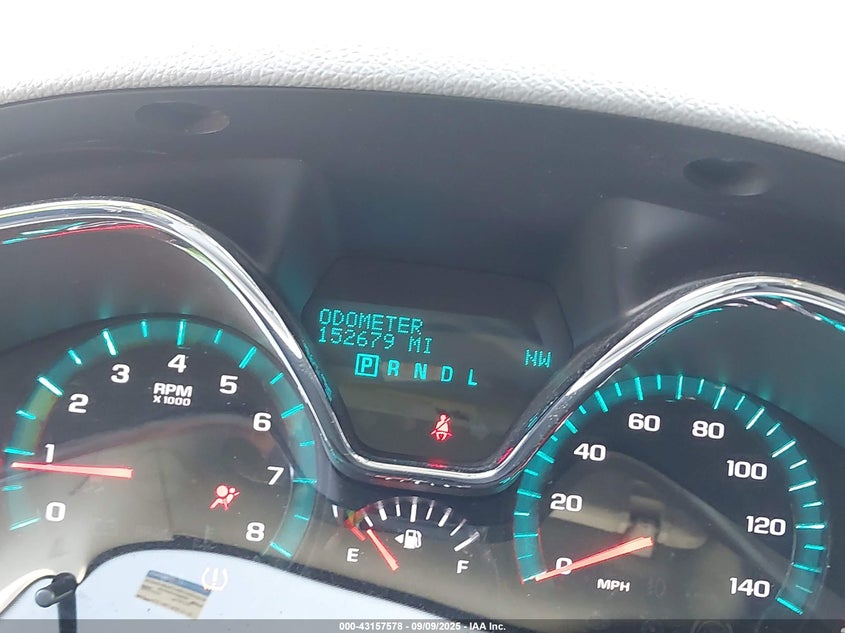 ODOMETER
152679 MI
NW
P R N D L
0 1 2 3 4 5 6 7 8
RPM
X1000
E F
0 20 40 60 80 100 120 140
MPH
000-43157578 - 09/09/2025 - IAA Inc.